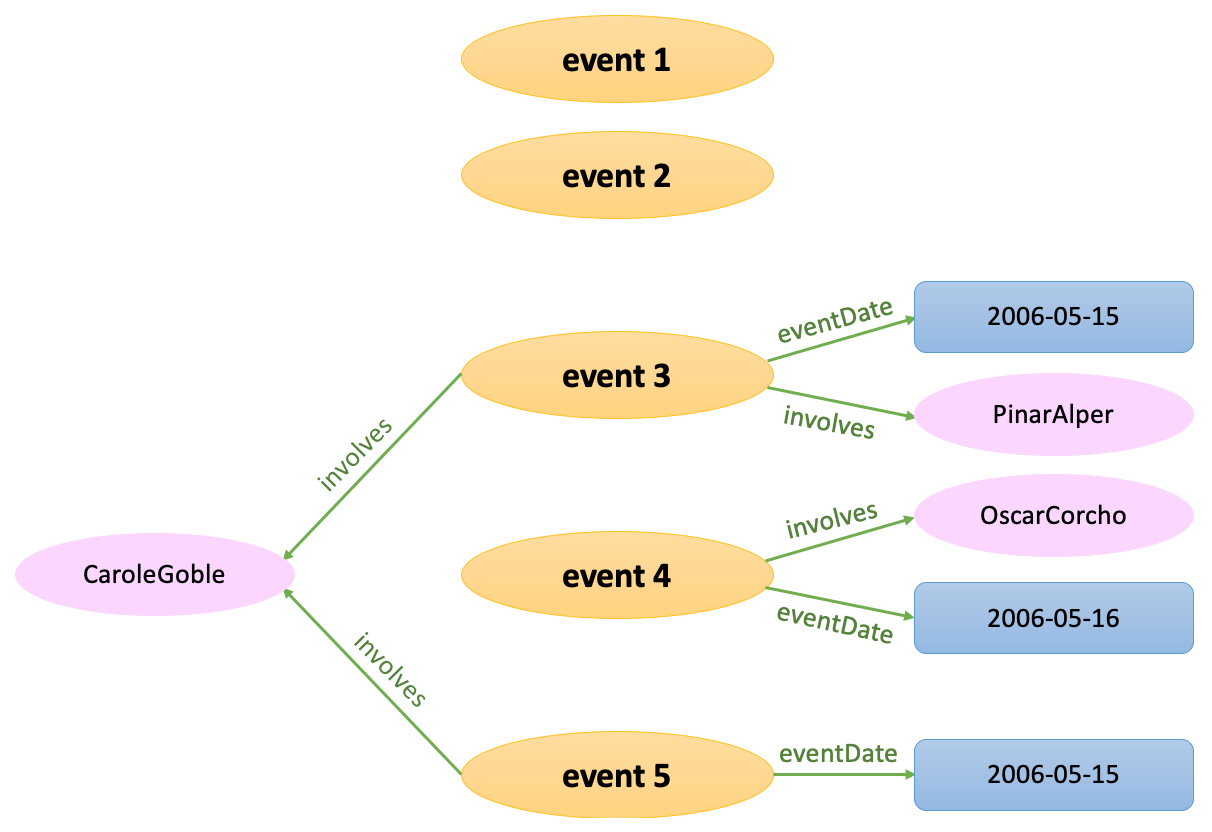 event 1
event 2
eventDate
2006-05-15
event 3
involves
PinarAlper
involves
involves
OscarCorcho
CaroleGoble
event 4
eventDate
2006-05-16
involves
eventDate
event 5
2006-05-15